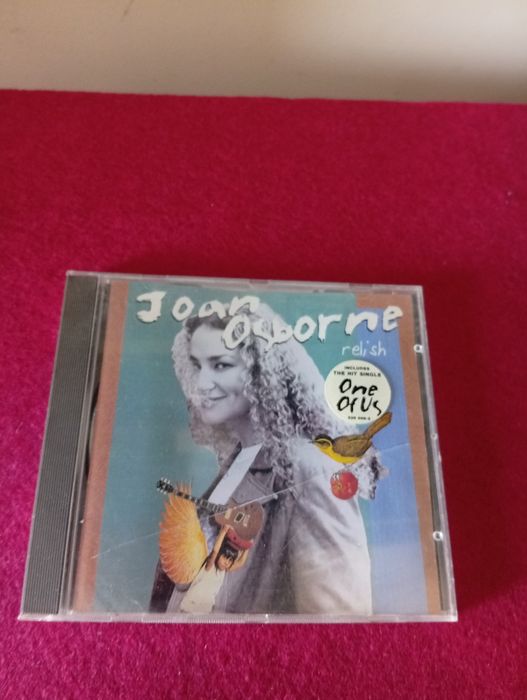 Joan
Osborne
relish
INCLUDES
THE HIT SINGLE
One
Of Us